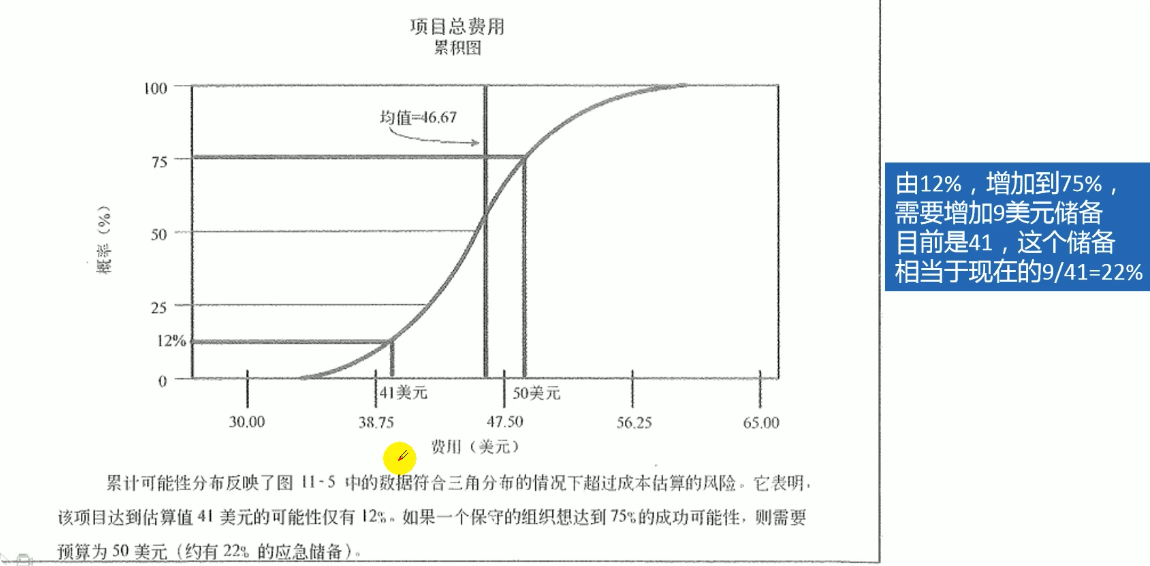 项目总费用
累积图
100
均值=46.67
75
50
25
12%
0
概率（%）
41美元
50美元
30.00
38.75
47.50
56.25
65.00
费用（美元）
由12%，增加到75%，
需要增加9美元储备
目前是41，这个储备
相当于现在的9/41=22%
累计可能性分布反映了图 11-5 中的数据符合三角分布的情况下超过成本估算的风险。它表明，
该项目达到估算值 41 美元的可能性仅有 12%。如果一个保守的组织想达到 75%的成功可能性，则需要
预算为 50 美元（约有 22% 的应急储备）。